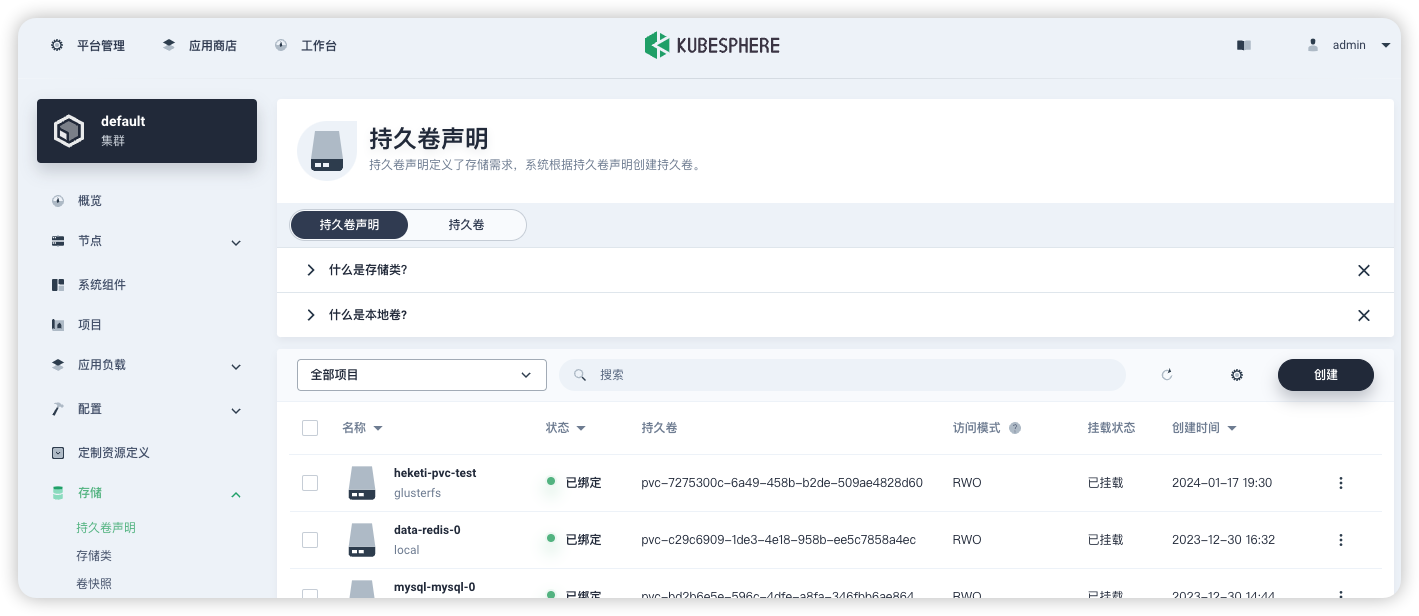 平台管理 应用商店 工作台 KUBESPHERE admin
default
集群
概览
节点
系统组件
项目
应用负载
配置
定制资源定义
存储
持久卷声明
存储类
卷快照
持久卷声明
持久卷声明定义了存储需求，系统根据持久卷声明创建持久卷。
持久卷声明 持久卷
什么是存储类?
什么是本地卷?
全部项目 搜索 创建
名称 状态 持久卷 访问模式 ? 挂载状态 创建时间
heketi-pvc-test
glusterfs
已绑定 pvc-7275300c-6a49-458b-b2de-509ae4828d60 RWO 已挂载 2024-01-17 19:30
data-redis-0
local
已绑定 pvc-c29c6909-1de3-4e18-958b-ee5c7858a4ec RWO 已挂载 2023-12-30 16:32
mysql-mysql-0
已绑定 pvc-bd2b6e5e-596c-4dfe-a8fa-346fbb6ae864 RWO 已挂载 2023-12-30 14:44